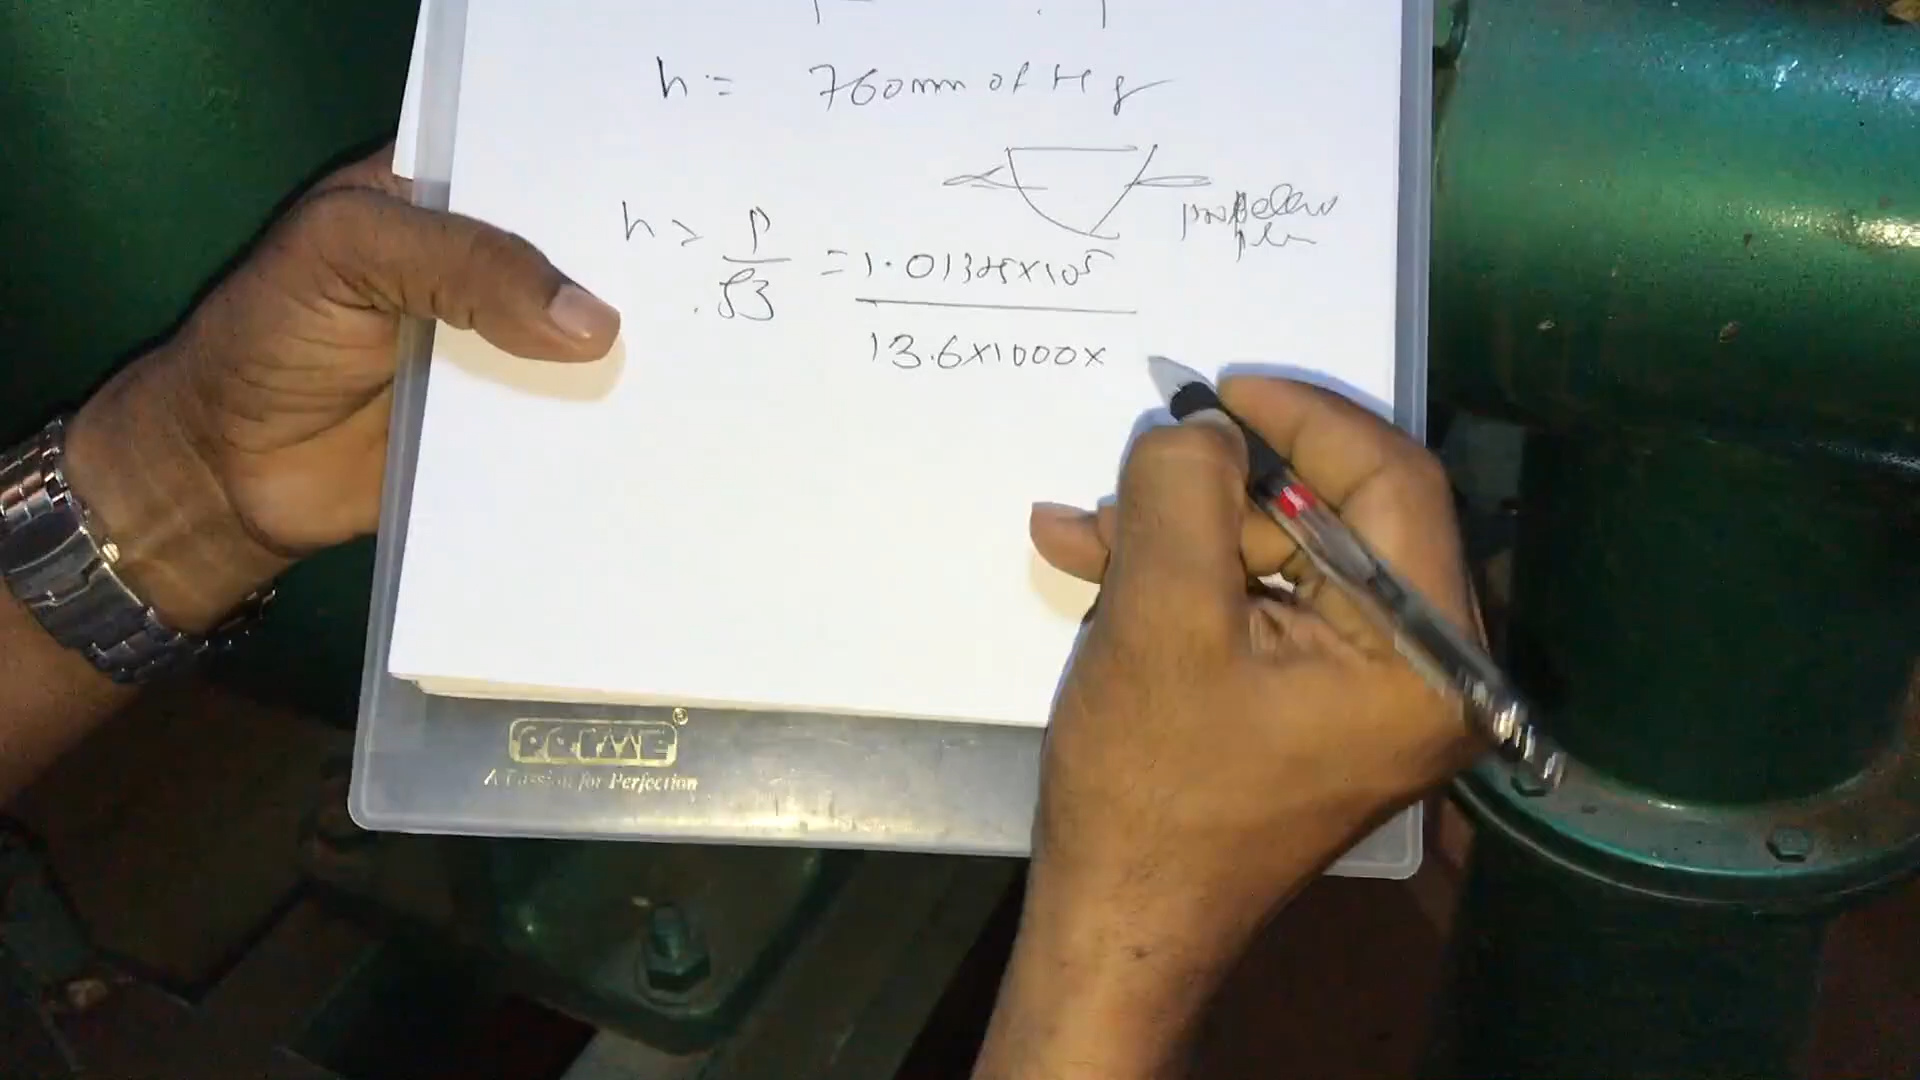 h = 760mm of Hg
h = P/ρg = 1.01325×10⁵ / 13.6×1000×
PRIME®
A Passion for Perfection